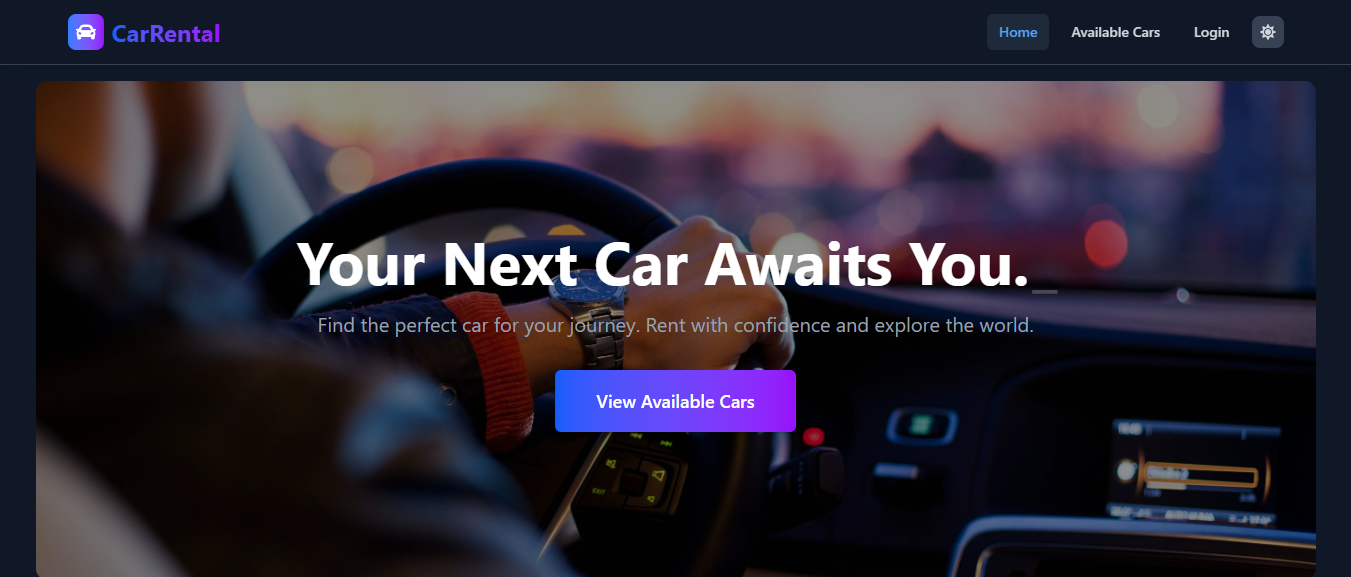 CarRental
Home
Available Cars
Login
Your Next Car Awaits You._
Find the perfect car for your journey. Rent with confidence and explore the world.
View Available Cars
EXIT